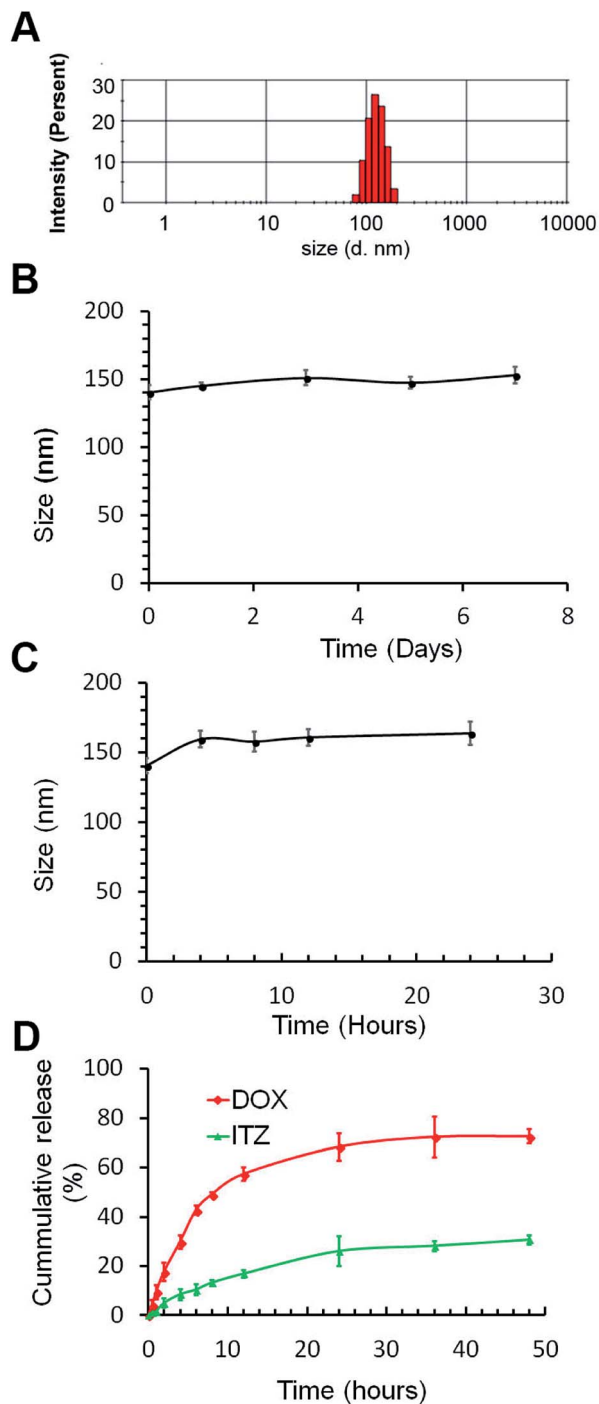 A
Intensity (Persent)
30
20
10
0
1 10 100 1000 10000
size (d. nm)
B
Size (nm)
200
150
100
50
0
0 2 4 6 8
Time (Days)
C
Size (nm)
200
150
100
50
0
0 10 20 30
Time (Hours)
D
Cummulative release
(%)
100
80
60
40
20
0
DOX
ITZ
0 10 20 30 40 50
Time (hours)